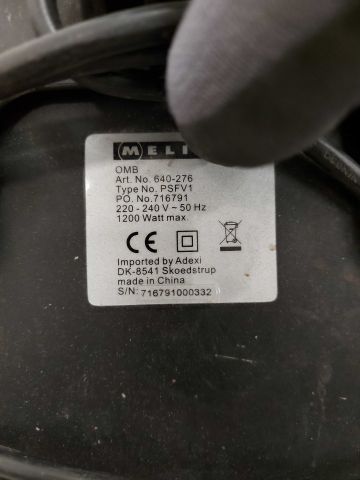 OMB
Art. No. 640-276
Type No. PSFV1
PO. No.716791
220 - 240 V ~ 50 Hz
1200 Watt max.
CE
Imported by Adexi
DK-8541 Skoedstrup
made in China
S/N: 716791000332